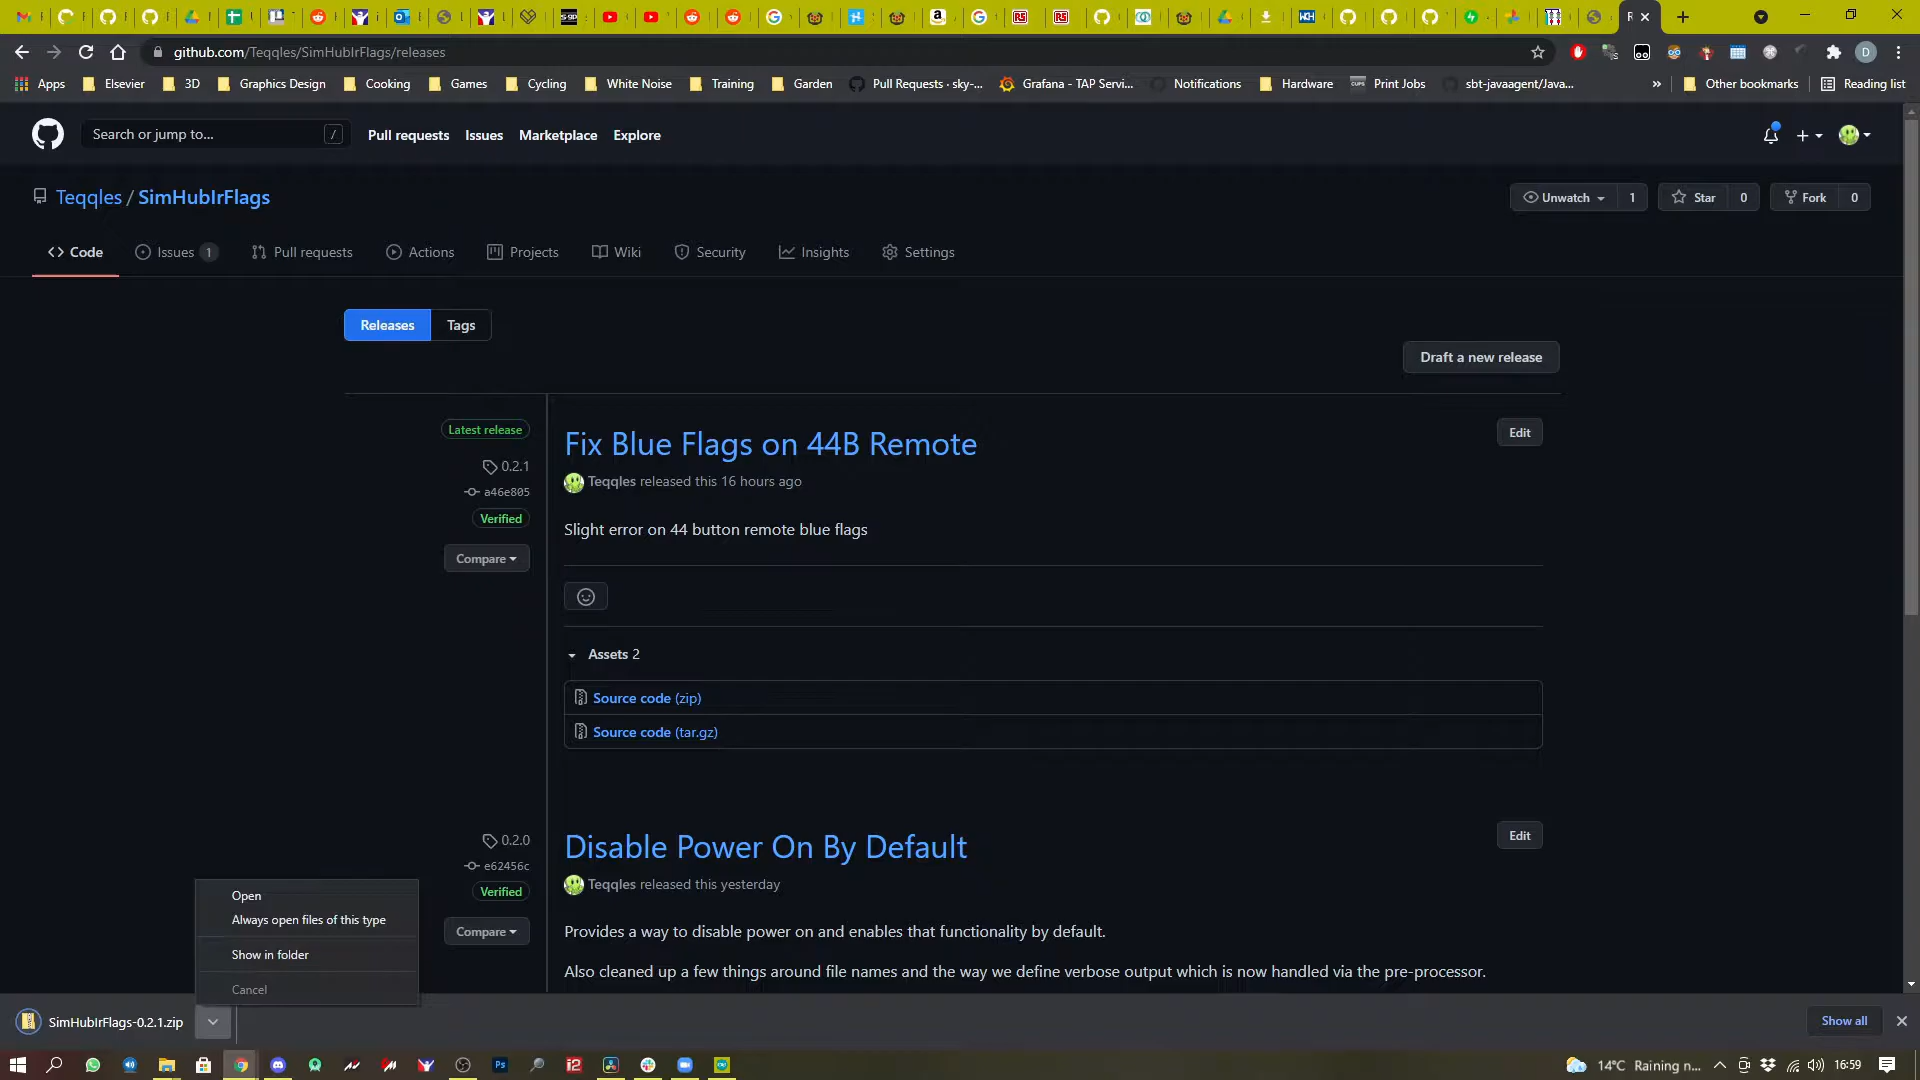 github.com/Teqqles/SimHubIrFlags/releases
Apps Elsevier 3D Graphics Design Cooking Games Cycling White Noise Training Garden Pull Requests · sky-... Grafana - TAP Servi... Notifications Hardware Print Jobs sbt-javaagent/Java... » Other bookmarks Reading list
Search or jump to... / Pull requests Issues Marketplace Explore
Teqqles / SimHubIrFlags Unwatch 1 Star 0 Fork 0
Code Issues 1 Pull requests Actions Projects Wiki Security Insights Settings
Releases Tags
Draft a new release
Latest release
Fix Blue Flags on 44B Remote
Edit
0.2.1
Teqqles released this 16 hours ago
a46e805
Verified
Slight error on 44 button remote blue flags
Compare
Assets 2
Source code (zip)
Source code (tar.gz)
0.2.0
Disable Power On By Default
Edit
e62456c
Teqqles released this yesterday
Verified
Compare
Provides a way to disable power on and enables that functionality by default.
Also cleaned up a few things around file names and the way we define verbose output which is now handled via the pre-processor.
Open
Always open files of this type
Show in folder
Cancel
SimHubIrFlags-0.2.1.zip
Show all
14°C Raining n... 16:59